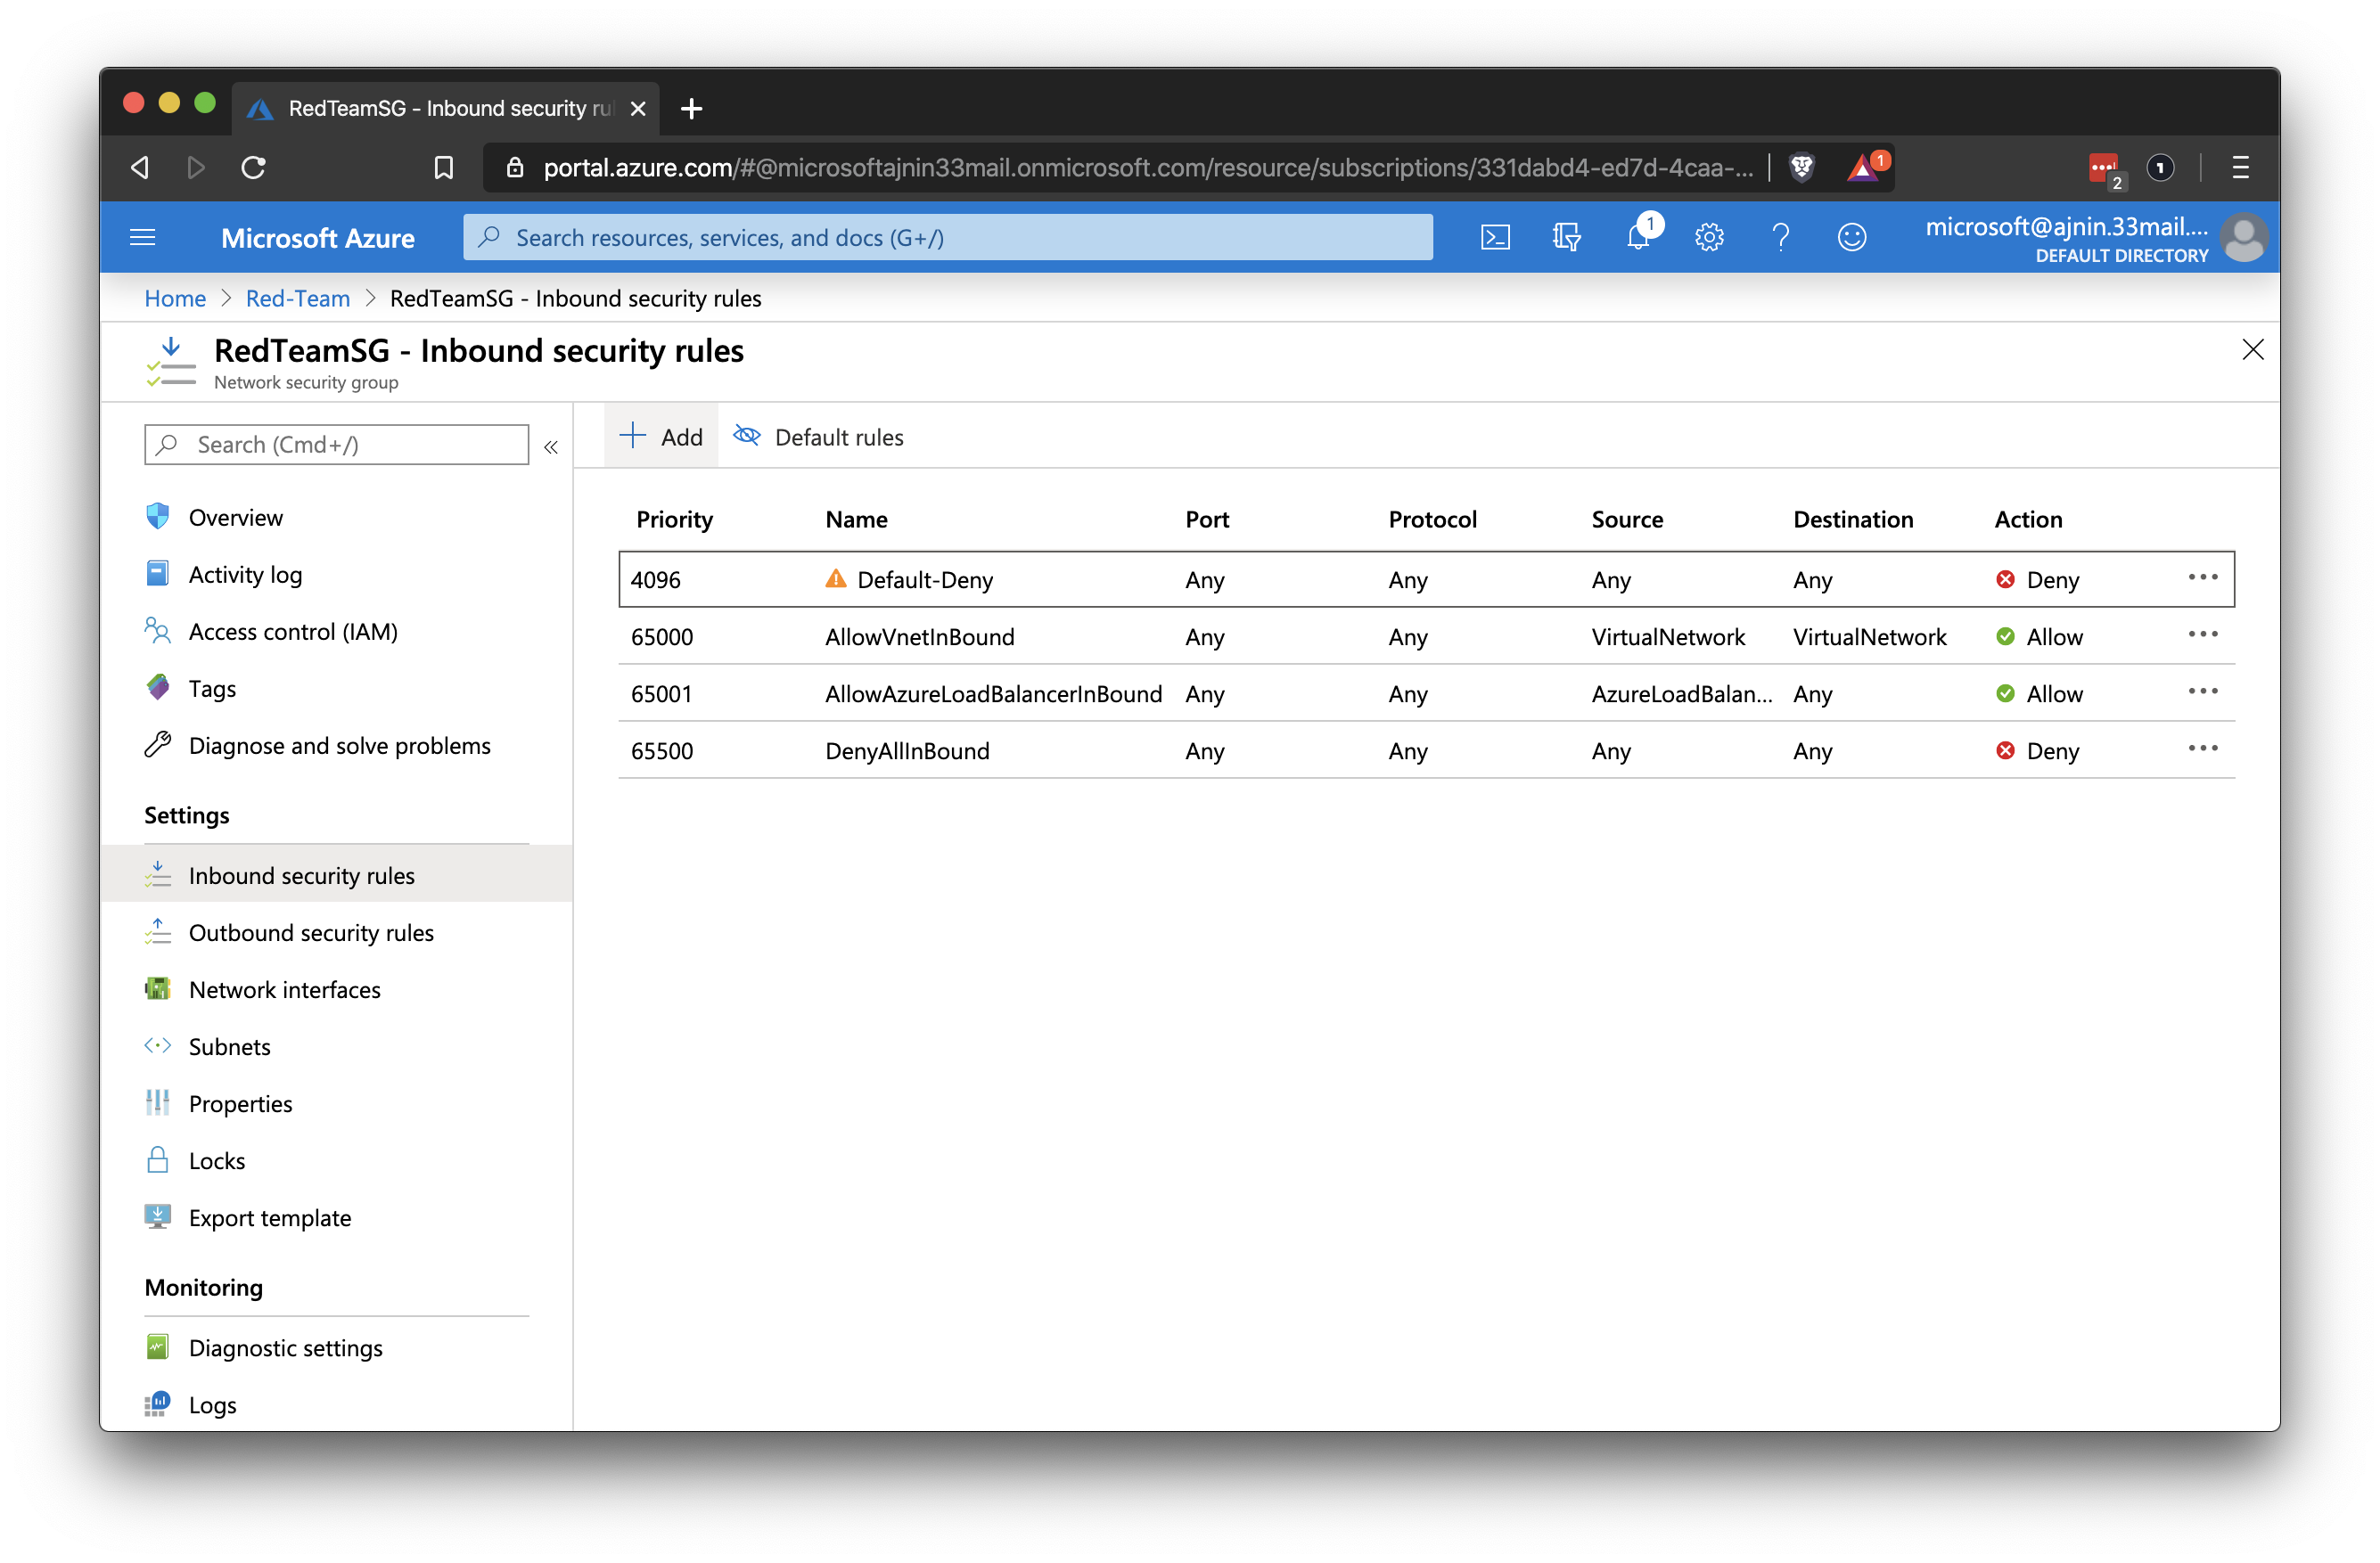 RedTeamSG - Inbound security ru
portal.azure.com/#@microsoftajnin33mail.onmicrosoft.com/resource/subscriptions/331dabd4-ed7d-4caa-...
1
2
1
Microsoft Azure
Search resources, services, and docs (G+/)
1
microsoft@ajnin.33mail....
DEFAULT DIRECTORY
Home > Red-Team > RedTeamSG - Inbound security rules
RedTeamSG - Inbound security rules
Network security group
Search (Cmd+/)
«
Overview
Activity log
Access control (IAM)
Tags
Diagnose and solve problems
Settings
Inbound security rules
Outbound security rules
Network interfaces
Subnets
Properties
Locks
Export template
Monitoring
Diagnostic settings
Logs
Add Default rules
Priority Name Port Protocol Source Destination Action
4096 Default-Deny Any Any Any Any Deny ...
65000 AllowVnetInBound Any Any VirtualNetwork VirtualNetwork Allow ...
65001 AllowAzureLoadBalancerInBound Any Any AzureLoadBalan... Any Allow ...
65500 DenyAllInBound Any Any Any Any Deny ...